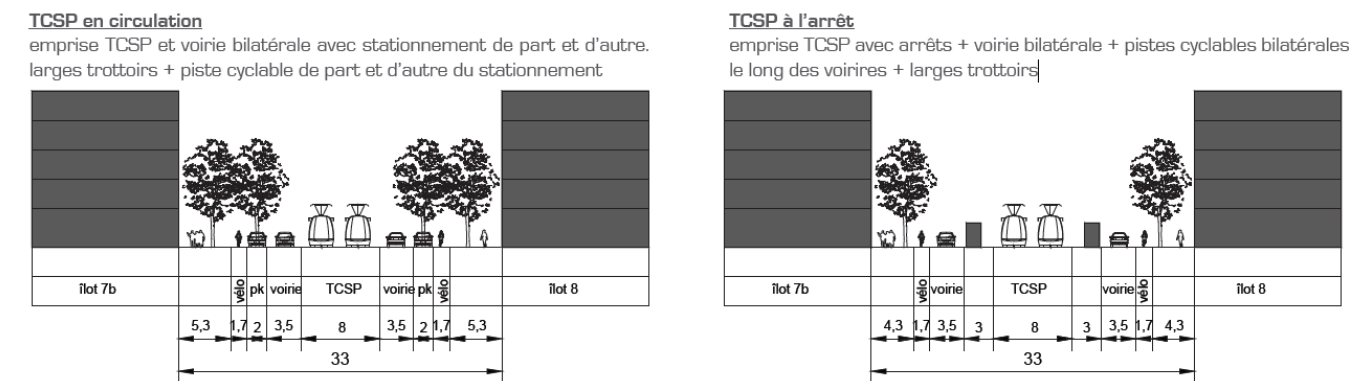 TCSP en circulation
emprise TCSP et voirie bilatérale avec stationnement de part et d'autre.
larges trottoirs + piste cyclable de part et d'autre du stationnement
îlot 7b vélo pk voirie TCSP voirie pk vélo îlot 8
5,3 1,7 2 3,5 8 3,5 2 1,7 5,3
33
TCSP à l'arrêt
emprise TCSP avec arrêts + voirie bilatérale + pistes cyclables bilatérales
le long des voirires + larges trottoirs
îlot 7b vélo voirie TCSP voirie vélo îlot 8
4,3 1,7 3,5 3 8 3 3,5 1,7 4,3
33